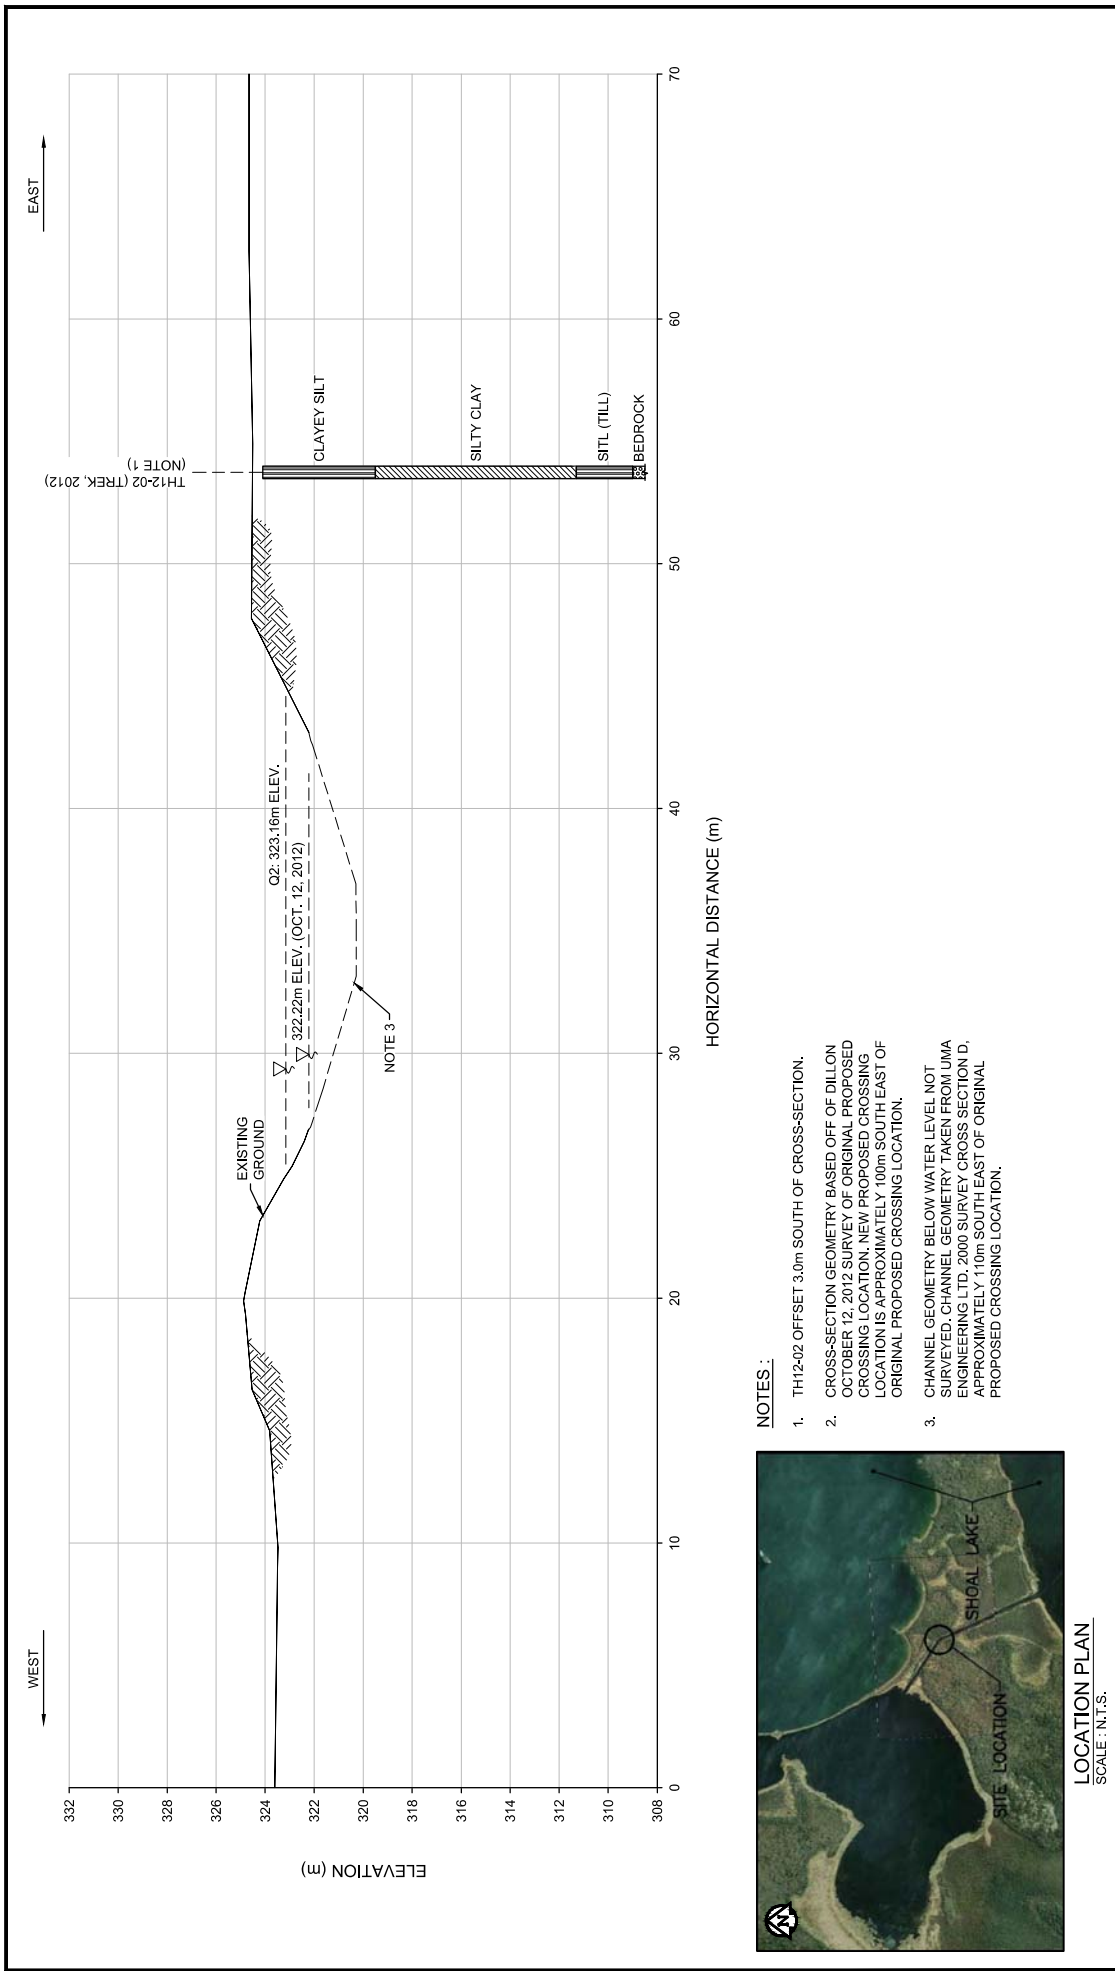 WEST
EAST
TH12-02 (TREK, 2012)
(NOTE 1)
332
330
328
326
324
322
320
318
316
314
312
310
308
ELEVATION (m)
EXISTING
GROUND
Q2: 323.16m ELEV.
322.22m ELEV. (OCT. 12, 2012)
NOTE 3
CLAYEY SILT
SILTY CLAY
SITL (TILL)
BEDROCK
0
10
20
30
40
50
60
70
HORIZONTAL DISTANCE (m)
N
SITE LOCATION
SHOAL LAKE
LOCATION PLAN
SCALE : N.T.S.
NOTES :
1. TH12-02 OFFSET 3.0m SOUTH OF CROSS-SECTION.
2. CROSS-SECTION GEOMETRY BASED OFF OF DILLON
OCTOBER 12, 2012 SURVEY OF ORIGINAL PROPOSED
CROSSING LOCATION. NEW PROPOSED CROSSING
LOCATION IS APPROXIMATELY 100m SOUTH EAST OF
ORIGINAL PROPOSED CROSSING LOCATION.
3. CHANNEL GEOMETRY BELOW WATER LEVEL NOT
SURVEYED. CHANNEL GEOMETRY TAKEN FROM UMA
ENGINEERING LTD. 2000 SURVEY CROSS SECTION D,
APPROXIMATELY 110m SOUTH EAST OF ORIGINAL
PROPOSED CROSSING LOCATION.